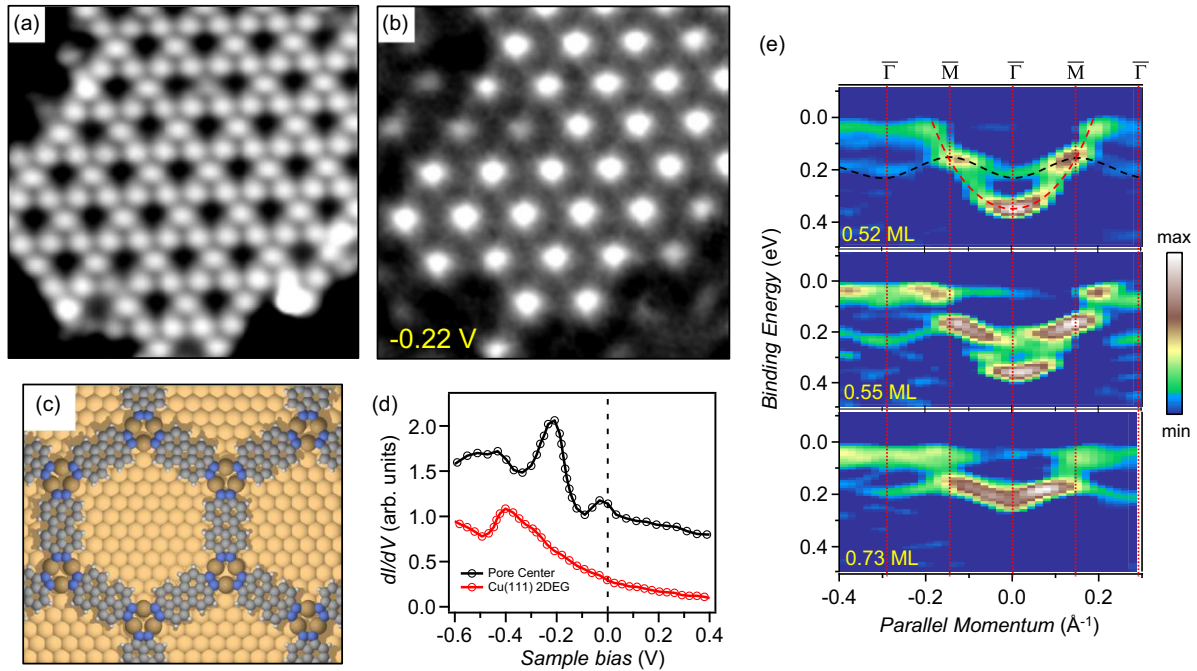 (a)
(b)
-0.22 V
(c)
(d)
dI/dV (arb. units)
2.0
1.5
1.0
0.5
0.0
Pore Center
Cu(111) 2DEG
-0.6 -0.4 -0.2 0.0 0.2 0.4
Sample bias (V)
(e)
Γ̅ M̅ Γ̅ M̅ Γ̅
Binding Energy (eV)
0.0
0.2
0.4
0.52 ML
0.0
0.2
0.4
0.55 ML
0.0
0.2
0.4
0.73 ML
-0.4 -0.2 0.0 0.2
Parallel Momentum (Å⁻¹)
max
min